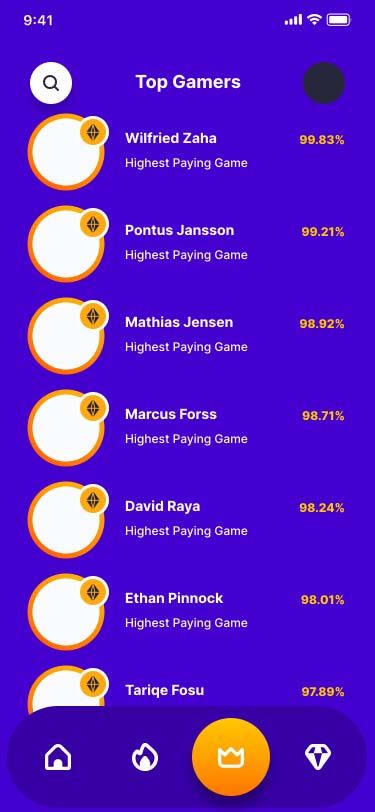 9:41
Top Gamers
Wilfried Zaha
99.83%
Highest Paying Game
Pontus Jansson
99.21%
Highest Paying Game
Mathias Jensen
98.92%
Highest Paying Game
Marcus Forss
98.71%
Highest Paying Game
David Raya
98.24%
Highest Paying Game
Ethan Pinnock
98.01%
Highest Paying Game
Tariqe Fosu
97.89%